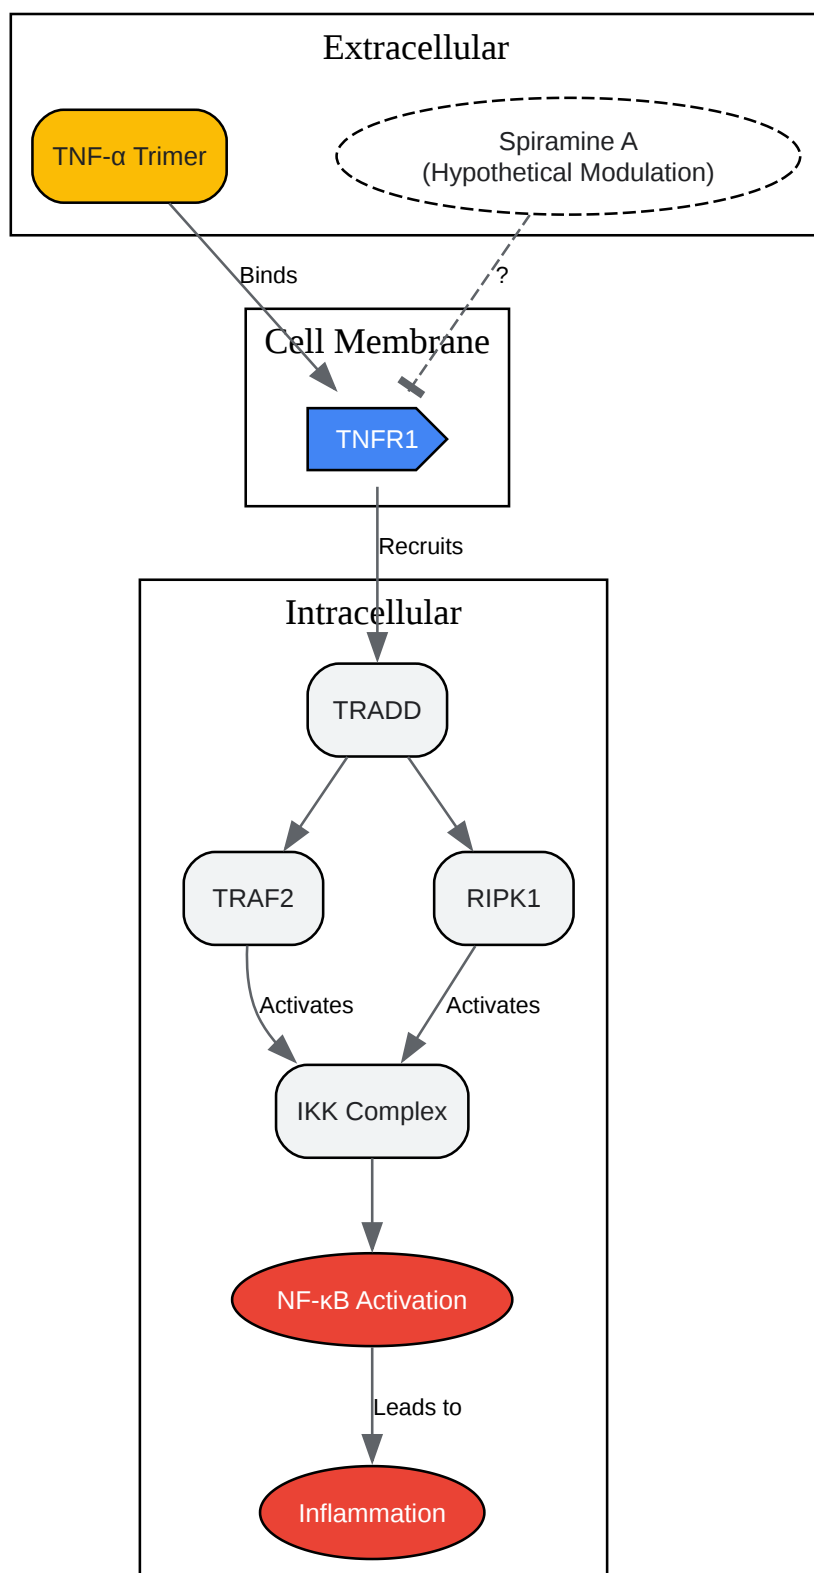 Extracellular
TNF-α Trimer
Spiramine A
(Hypothetical Modulation)
Binds
?
Cell Membrane
TNFR1
Recruits
Intracellular
TRADD
TRAF2
RIPK1
Activates
Activates
IKK Complex
NF-κB Activation
Leads to
Inflammation